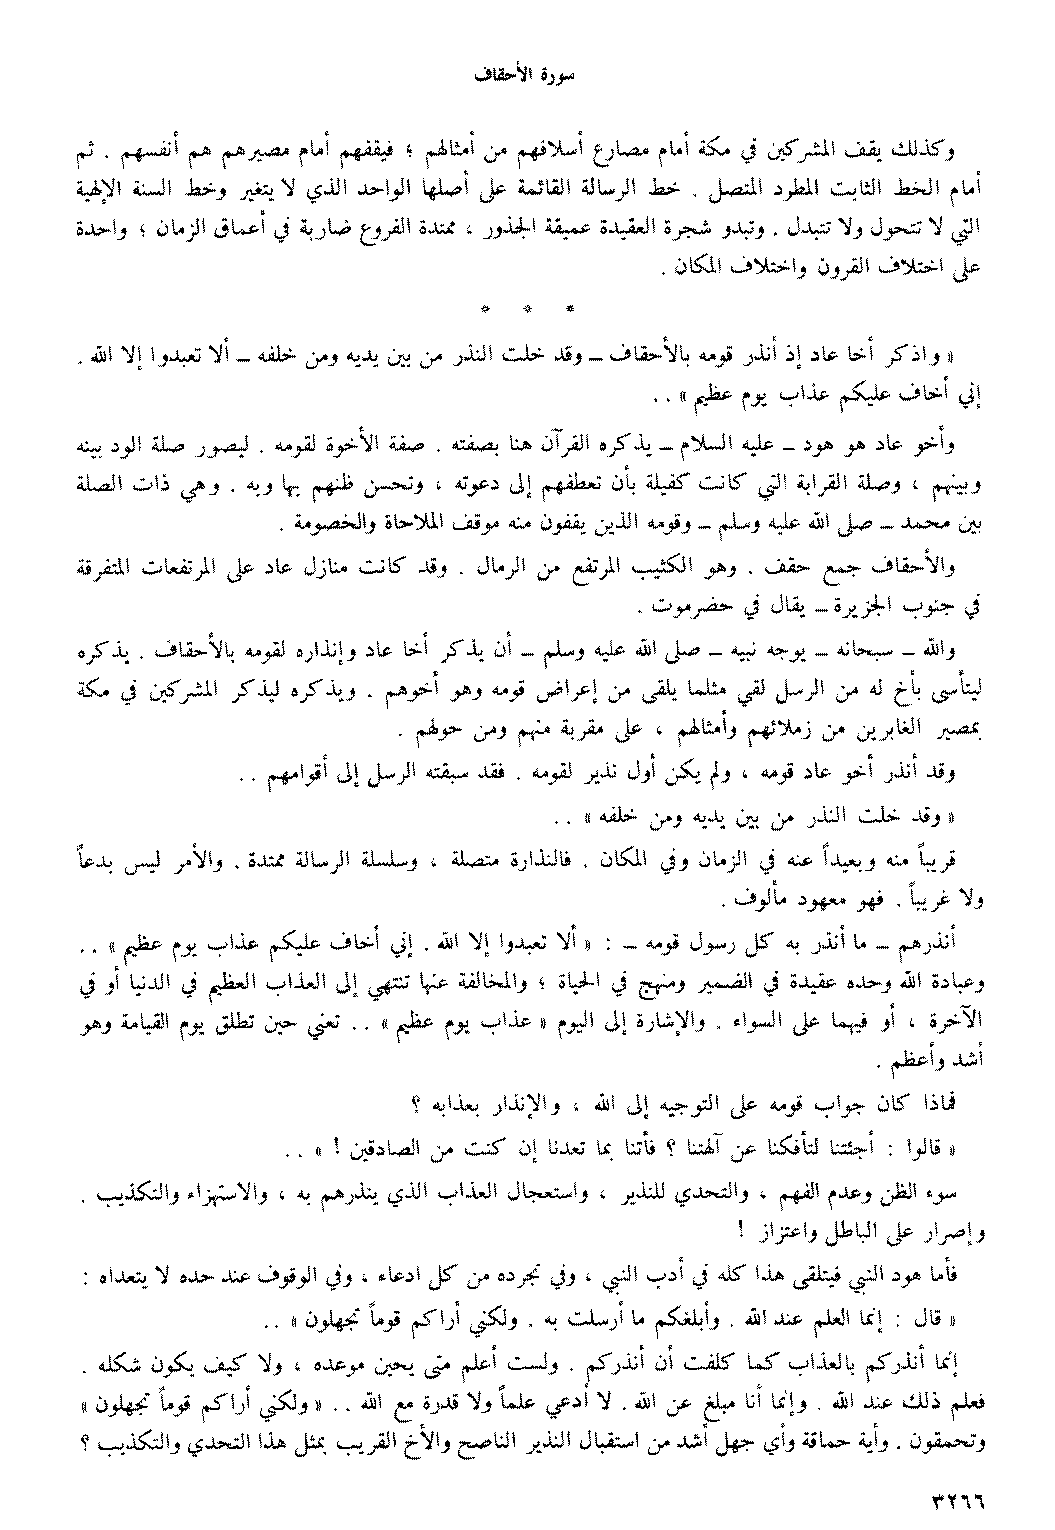 سورة الأحقاف
وكذلك يقف المشركين في مكة أمام مصارع أسلافهم من أمثالهم ؛ فيقفهم أمام مصيرهم هم أنفسهم . ثم
أمام الخط الثابت المطرد المتصل . خط الرسالة القائمة على أصلها الواحد الذي لا يتغير وخط السنة الإلهية
التي لا تتحول ولا تتبدل . وتبدو شجرة العقيدة عميقة الجذور ، ممتدة الفروع ضاربة في أعماق الزمان ؛ واحدة
على اختلاف القرون واختلاف المكان .
* * *
« واذكر أخا عاد إذ أنذر قومه بالأحقاف – وقد خلت النذر من بين يديه ومن خلفه – ألا تعبدوا إلا الله .
إني أخاف عليكم عذاب يوم عظيم » . .
وأخو عاد هو هود – عليه السلام – يذكره القرآن هنا بصفته . صفة الأخوة لقومه . ليصور صلة الود بينه
وبينهم ، وصلة القرابة التي كانت كفيلة بأن تعطفهم إلى دعوته ، وتحسن ظنهم بها وبه . وهي ذات الصلة
بين محمد – صلى الله عليه وسلم – وقومه الذين يقفون منه موقف الملاحاة والخصومة .
والأحقاف جمع حقف . وهو الكثيب المرتفع من الرمال . وقد كانت منازل عاد على المرتفعات المتفرقة
في جنوب الجزيرة – يقال في حضرموت .
والله – سبحانه – يوجه نبيه – صلى الله عليه وسلم – أن يذكر أخا عاد وإنذاره لقومه بالأحقاف . يذكره
ليتأسى بأخ له من الرسل لقي مثلما يلقى من إعراض قومه وهو أخوهم . ويذكره ليذكر المشركين في مكة
بمصير الغابرين من زملائهم وأمثالهم ، على مقربة منهم ومن حولهم .
وقد أنذر أخو عاد قومه ، ولم يكن أول نذير لقومه . فقد سبقته الرسل إلى أقوامهم . .
« وقد خلت النذر من بين يديه ومن خلفه » . .
قريباً منه وبعيداً عنه في الزمان وفي المكان . فالنذارة متصلة ، وسلسلة الرسالة ممتدة . والأمر ليس بدعاً
ولا غريباً . فهو معهود مألوف .
أنذرهم – ما أنذر به كل رسول قومه – : « ألا تعبدوا إلا الله . إني أخاف عليكم عذاب يوم عظيم » . .
وعبادة الله وحده عقيدة في الضمير ومنهج في الحياة ؛ والمخالفة عنها تنتهي إلى العذاب العظيم في الدنيا أو في
الآخرة ، أو فيهما على السواء . والإشارة إلى اليوم « عذاب يوم عظيم » . . تعني حين تطلق يوم القيامة وهو
أشد وأعظم .
فماذا كان جواب قومه على التوجيه إلى الله ، والإنذار بعذابه ؟
« قالوا : أجئتنا لتأفكنا عن آلهتنا ؟ فأتنا بما تعدنا إن كنت من الصادقين ! » . .
سوء الظن وعدم الفهم ، والتحدي للنذير ، واستعجال العذاب الذي ينذرهم به ، والاستهزاء والتكذيب .
وإصرار على الباطل واعتزاز !
فأما هود النبي فيتلقى هذا كله في أدب النبي ، وفي تجرده من كل ادعاء ، وفي الوقوف عند حده لا يتعداه :
« قال : إنما العلم عند الله . وأبلغكم ما أرسلت به . ولكني أراكم قوماً تجهلون » . .
إنما أنذركم بالعذاب كما كلفت أن أنذركم . ولست أعلم متى يحين موعده ، ولا كيف يكون شكله .
فعلم ذلك عند الله . وإنما أنا مبلغ عن الله . لا أدعي علماً ولا قدرة مع الله . . « ولكني أراكم قوماً تجهلون »
وتحمقون . وأية حماقة وأي جهل أشد من استقبال النذير الناصح والأخ القريب بمثل هذا التحدي والتكذيب ؟
٣٢٦٦